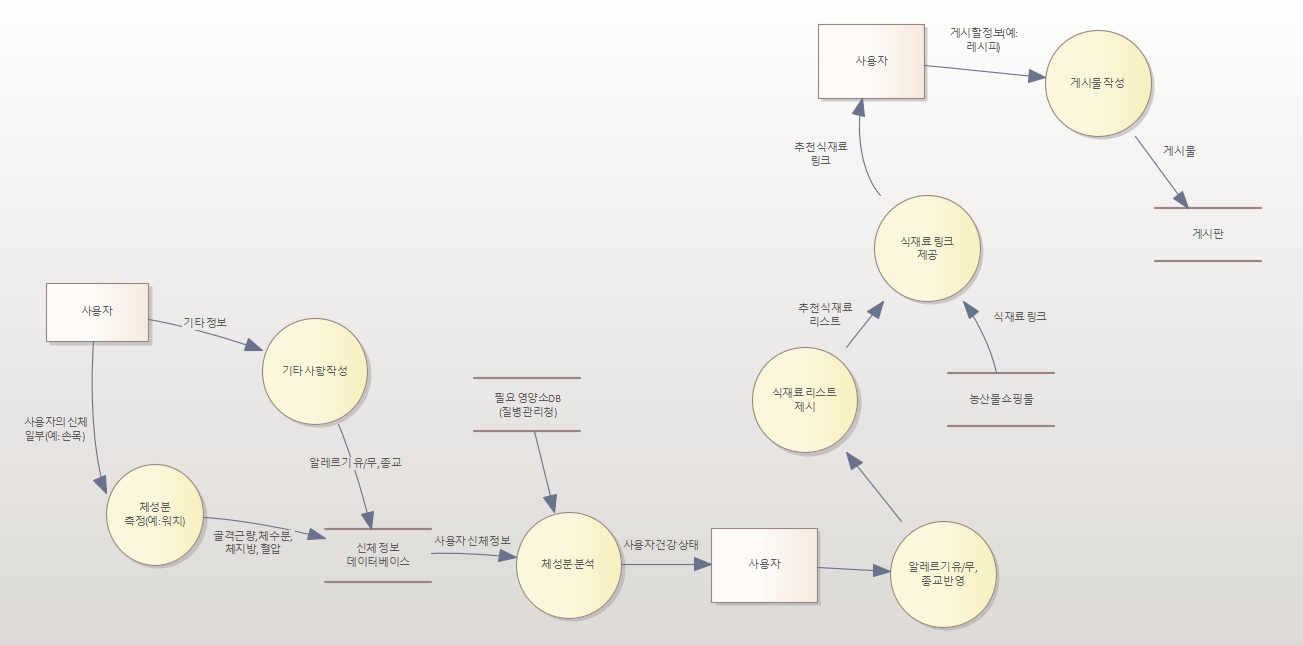 사용자
게시할정보(예:
레시피)
게시물 작성
추천식재료
링크
게시물
게시판
식재료 링크
제공
사용자
기타 정보
기타 사항작성
추천식재료
리스트
식재료 링크
농산물쇼핑몰
식재료 리스트
제시
필요 영양소DB
(질병관리청)
사용자의 신체
일부(예: 손목)
알레르기 유/무, 종교
체성분
측정(예:워치)
골격근량, 체수분,
체지방, 혈압
신체 정보
데이터베이스
사용자 신체정보
체성분 분석
사용자 건강 상태
사용자
알레르기 유/무,
종교반영